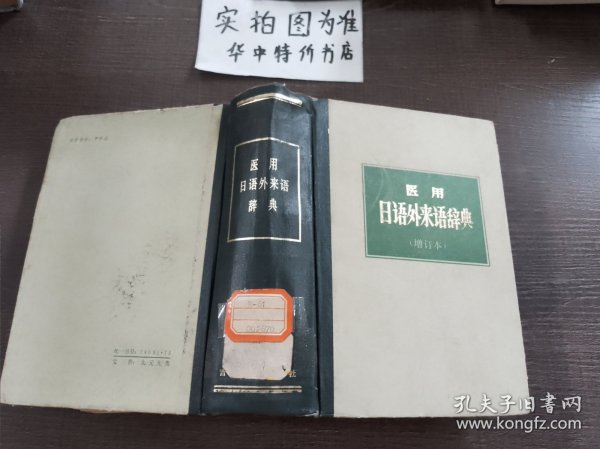 实拍图为准
华中特价书店
医用
日语外来语
辞典
医用
日语外来语辞典
(增订本)
002670
社
孔夫子旧书网
kongfz.com